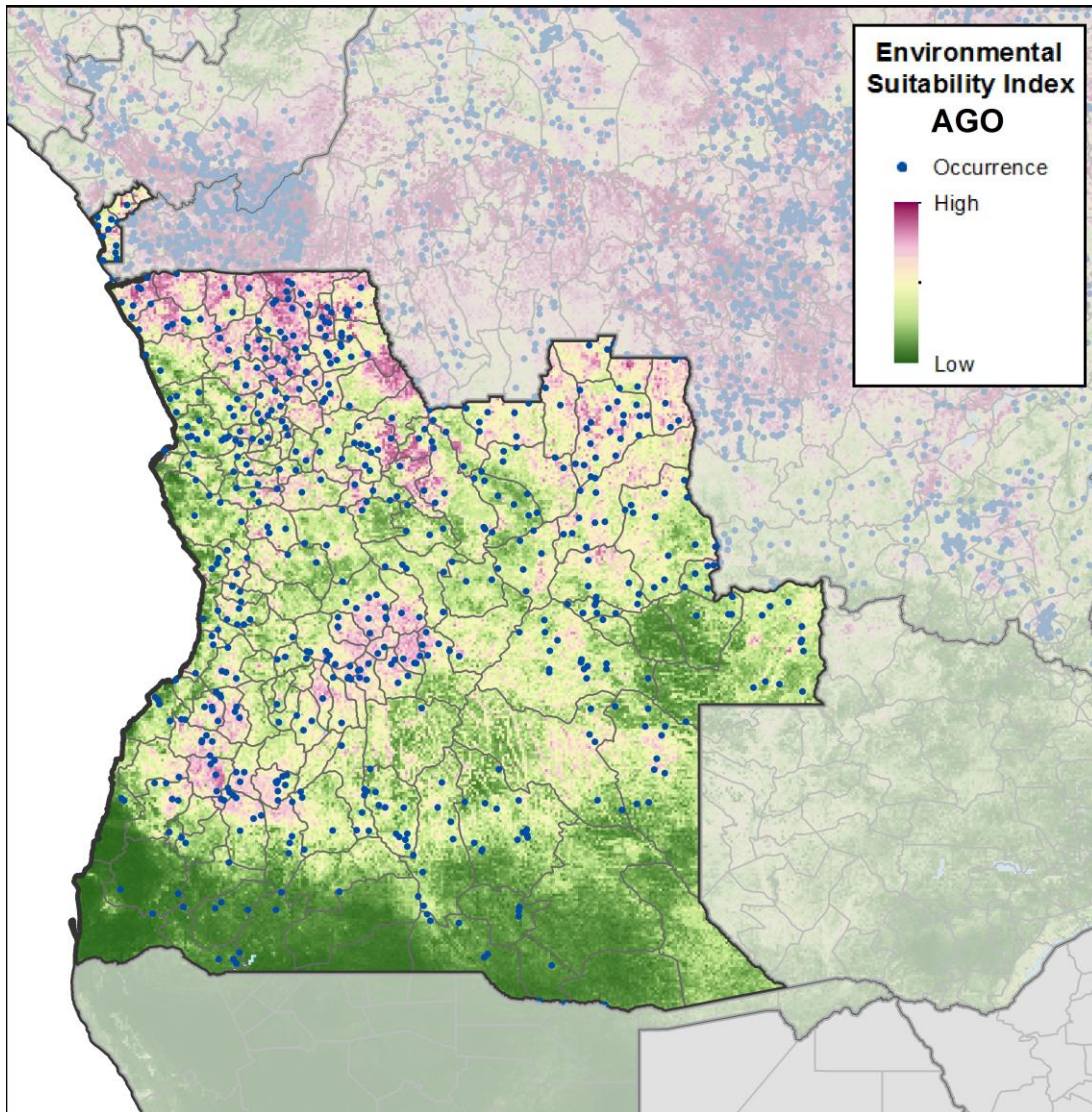 Environmental
Suitability Index
AGO
Occurrence
High
Low